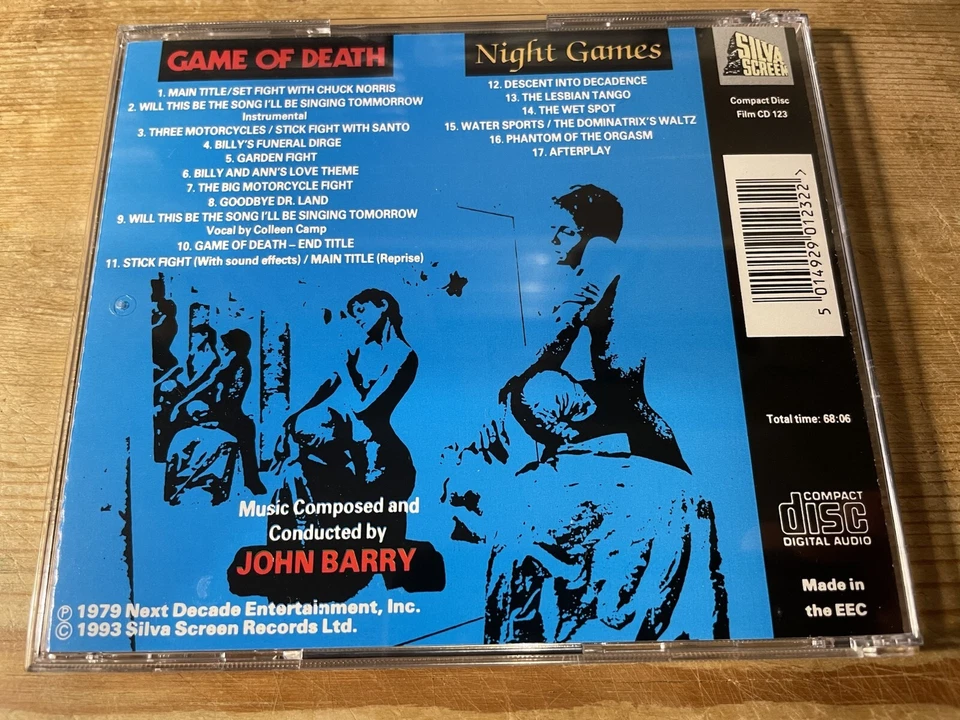 GAME OF DEATH
1. MAIN TITLE/SET FIGHT WITH CHUCK NORRIS
2. WILL THIS BE THE SONG I'LL BE SINGING TOMMORROW
Instrumental
3. THREE MOTORCYCLES / STICK FIGHT WITH SANTO
4. BILLY'S FUNERAL DIRGE
5. GARDEN FIGHT
6. BILLY AND ANN'S LOVE THEME
7. THE BIG MOTORCYCLE FIGHT
8. GOODBYE DR. LAND
9. WILL THIS BE THE SONG I'LL BE SINGING TOMORROW
Vocal by Colleen Camp
10. GAME OF DEATH – END TITLE
11. STICK FIGHT (With sound effects) / MAIN TITLE (Reprise)
Night Games
12. DESCENT INTO DECADENCE
13. THE LESBIAN TANGO
14. THE WET SPOT
15. WATER SPORTS / THE DOMINATRIX'S WALTZ
16. PHANTOM OF THE ORGASM
17. AFTERPLAY
Music Composed and
Conducted by
JOHN BARRY
℗ 1979 Next Decade Entertainment, Inc.
© 1993 Silva Screen Records Ltd.
SILVA
SCREEN
Compact Disc
Film CD 123
5 014929 012322 >
Total time: 68:06
COMPACT
disc
DIGITAL AUDIO
Made in
the EEC